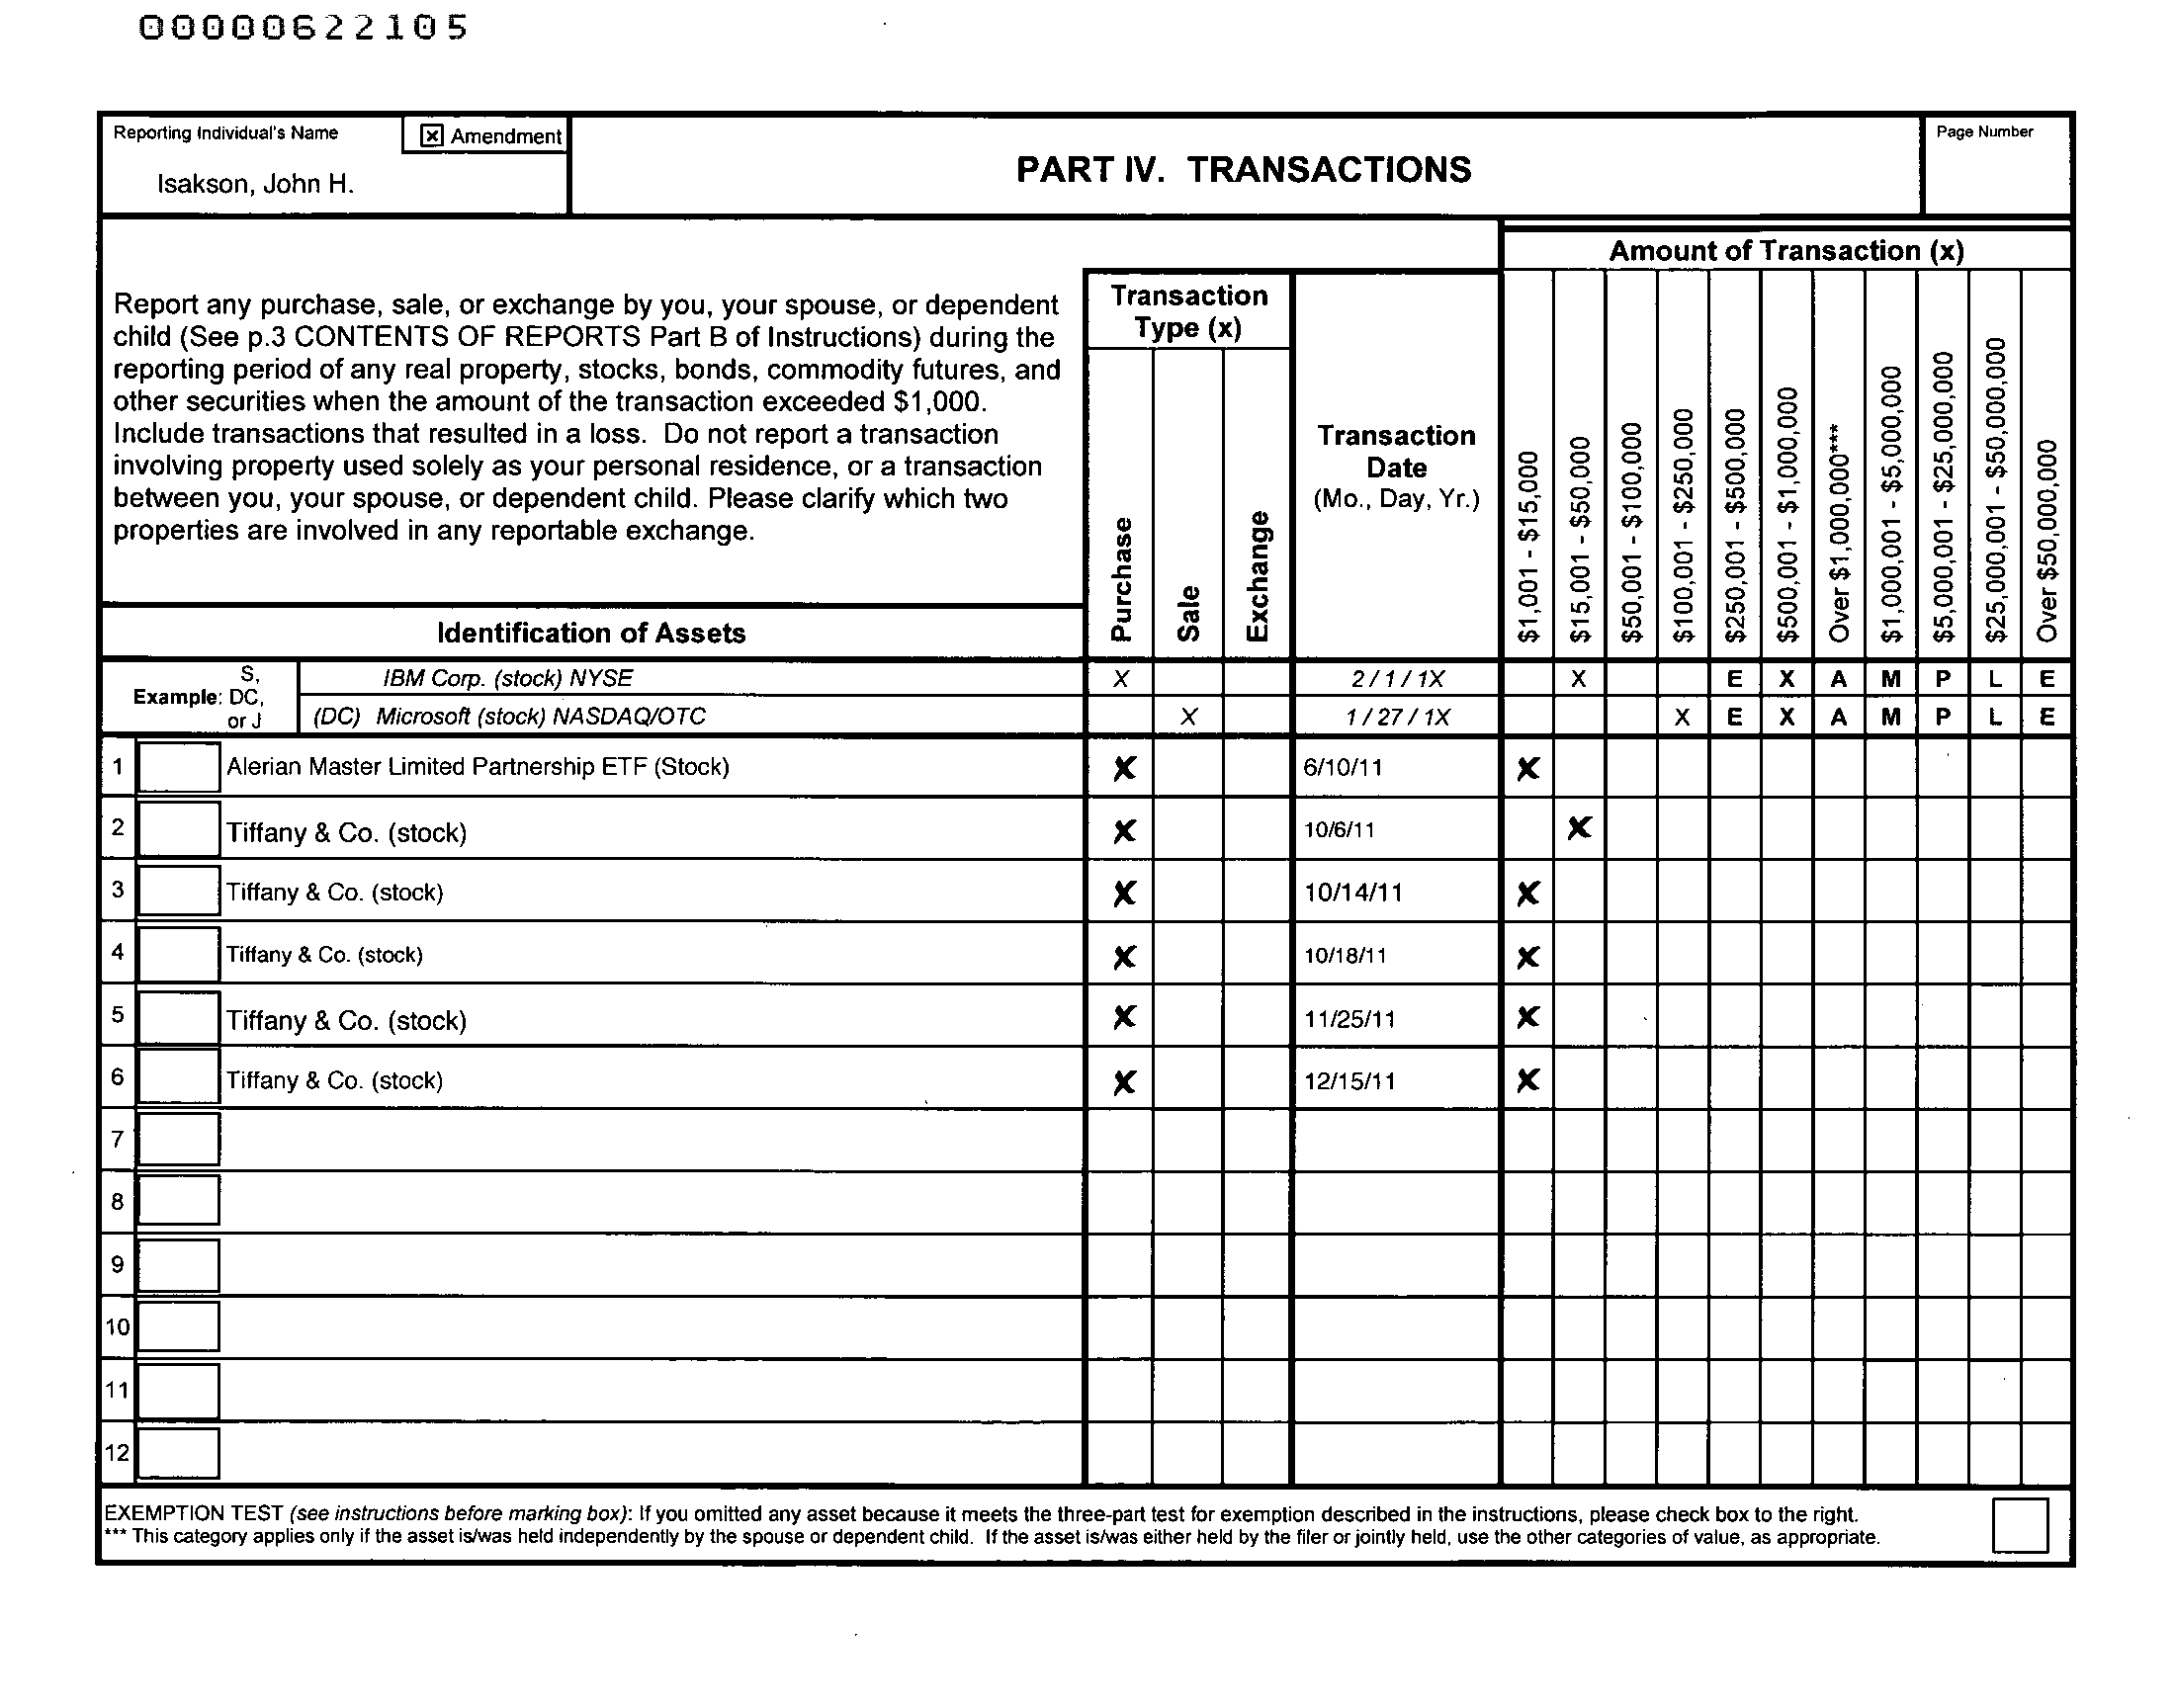 00000622105
Reporting Individual's Name
x Amendment
Isakson, John H.
PART IV. TRANSACTIONS
Page Number
Amount of Transaction (x)
Report any purchase, sale, or exchange by you, your spouse, or dependent
child (See p.3 CONTENTS OF REPORTS Part B of Instructions) during the
reporting period of any real property, stocks, bonds, commodity futures, and
other securities when the amount of the transaction exceeded $1,000.
Include transactions that resulted in a loss. Do not report a transaction
involving property used solely as your personal residence, or a transaction
between you, your spouse, or dependent child. Please clarify which two
properties are involved in any reportable exchange.
Transaction
Type (x)
Purchase
Sale
Exchange
Transaction
Date
(Mo., Day, Yr.)
$1,001 - $15,000
$15,001 - $50,000
$50,001 - $100,000
$100,001 - $250,000
$250,001 - $500,000
$500,001 - $1,000,000
Over $1,000,000***
$1,000,001 - $5,000,000
$5,000,001 - $25,000,000
$25,000,001 - $50,000,000
Over $50,000,000
Identification of Assets
S,
Example: DC,
or J
IBM Corp. (stock) NYSE X 2 / 1 / 1X X E X A M P L E
(DC) Microsoft (stock) NASDAQ/OTC X 1 / 27 / 1X X E X A M P L E
1 Alerian Master Limited Partnership ETF (Stock) X 6/10/11 X
2 Tiffany & Co. (stock) X 10/6/11 X
3 Tiffany & Co. (stock) X 10/14/11 X
4 Tiffany & Co. (stock) X 10/18/11 X
5 Tiffany & Co. (stock) X 11/25/11 X
6 Tiffany & Co. (stock) X 12/15/11 X
7
8
9
10
11
12
EXEMPTION TEST (see instructions before marking box): If you omitted any asset because it meets the three-part test for exemption described in the instructions, please check box to the right.
*** This category applies only if the asset is/was held independently by the spouse or dependent child. If the asset is/was either held by the filer or jointly held, use the other categories of value, as appropriate.